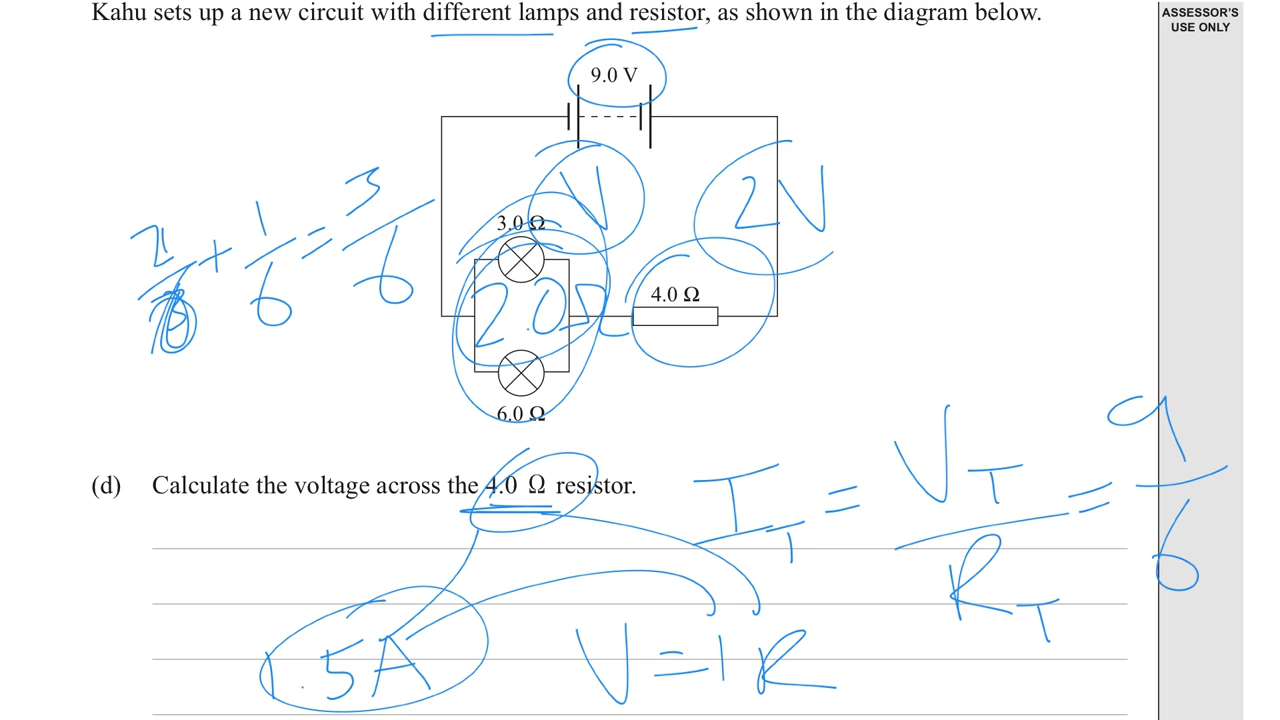 Kahu sets up a new circuit with different lamps and resistor, as shown in the diagram below.
ASSESSOR'S
USE ONLY
9.0 V
V
2V
2/6 + 1/6 = 3/6
3.0 Ω
2.0Ω
4.0 Ω
6.0 Ω
(d) Calculate the voltage across the 4.0 Ω resistor.
I_T = V_T / R_T = 9/6
1.5A
V = IR